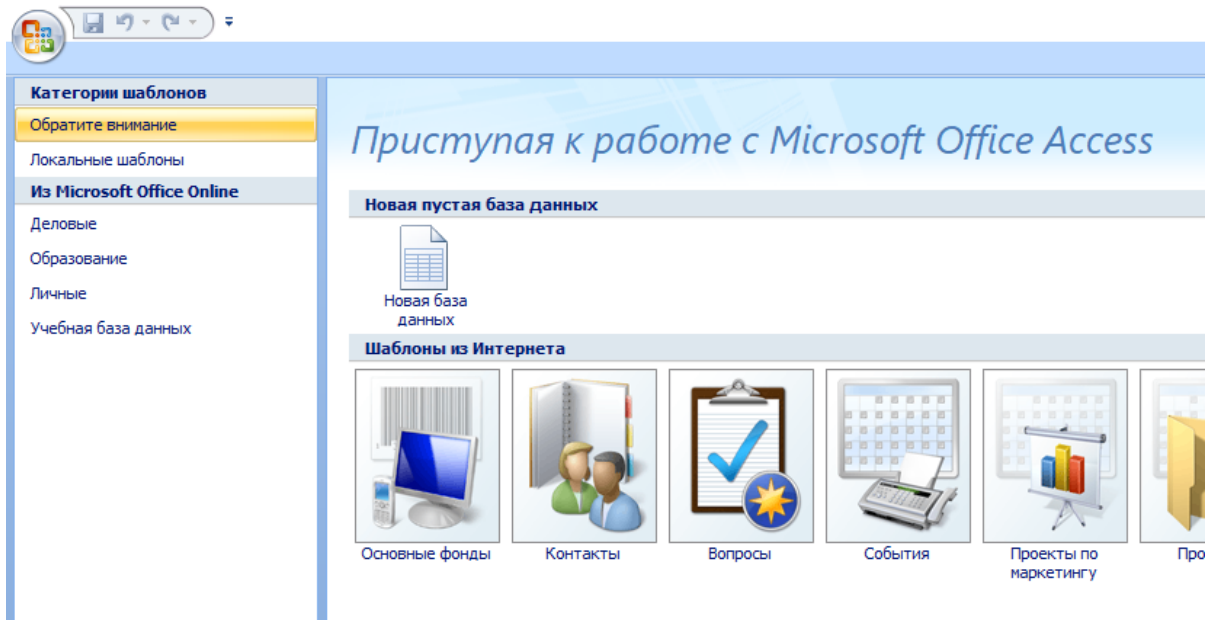 Категории шаблонов
Обратите внимание
Локальные шаблоны
Из Microsoft Office Online
Деловые
Образование
Личные
Учебная база данных
Приступая к работе с Microsoft Office Access
Новая пустая база данных
Новая база
данных
Шаблоны из Интернета
Основные фонды
Контакты
Вопросы
События
Проекты по
маркетингу